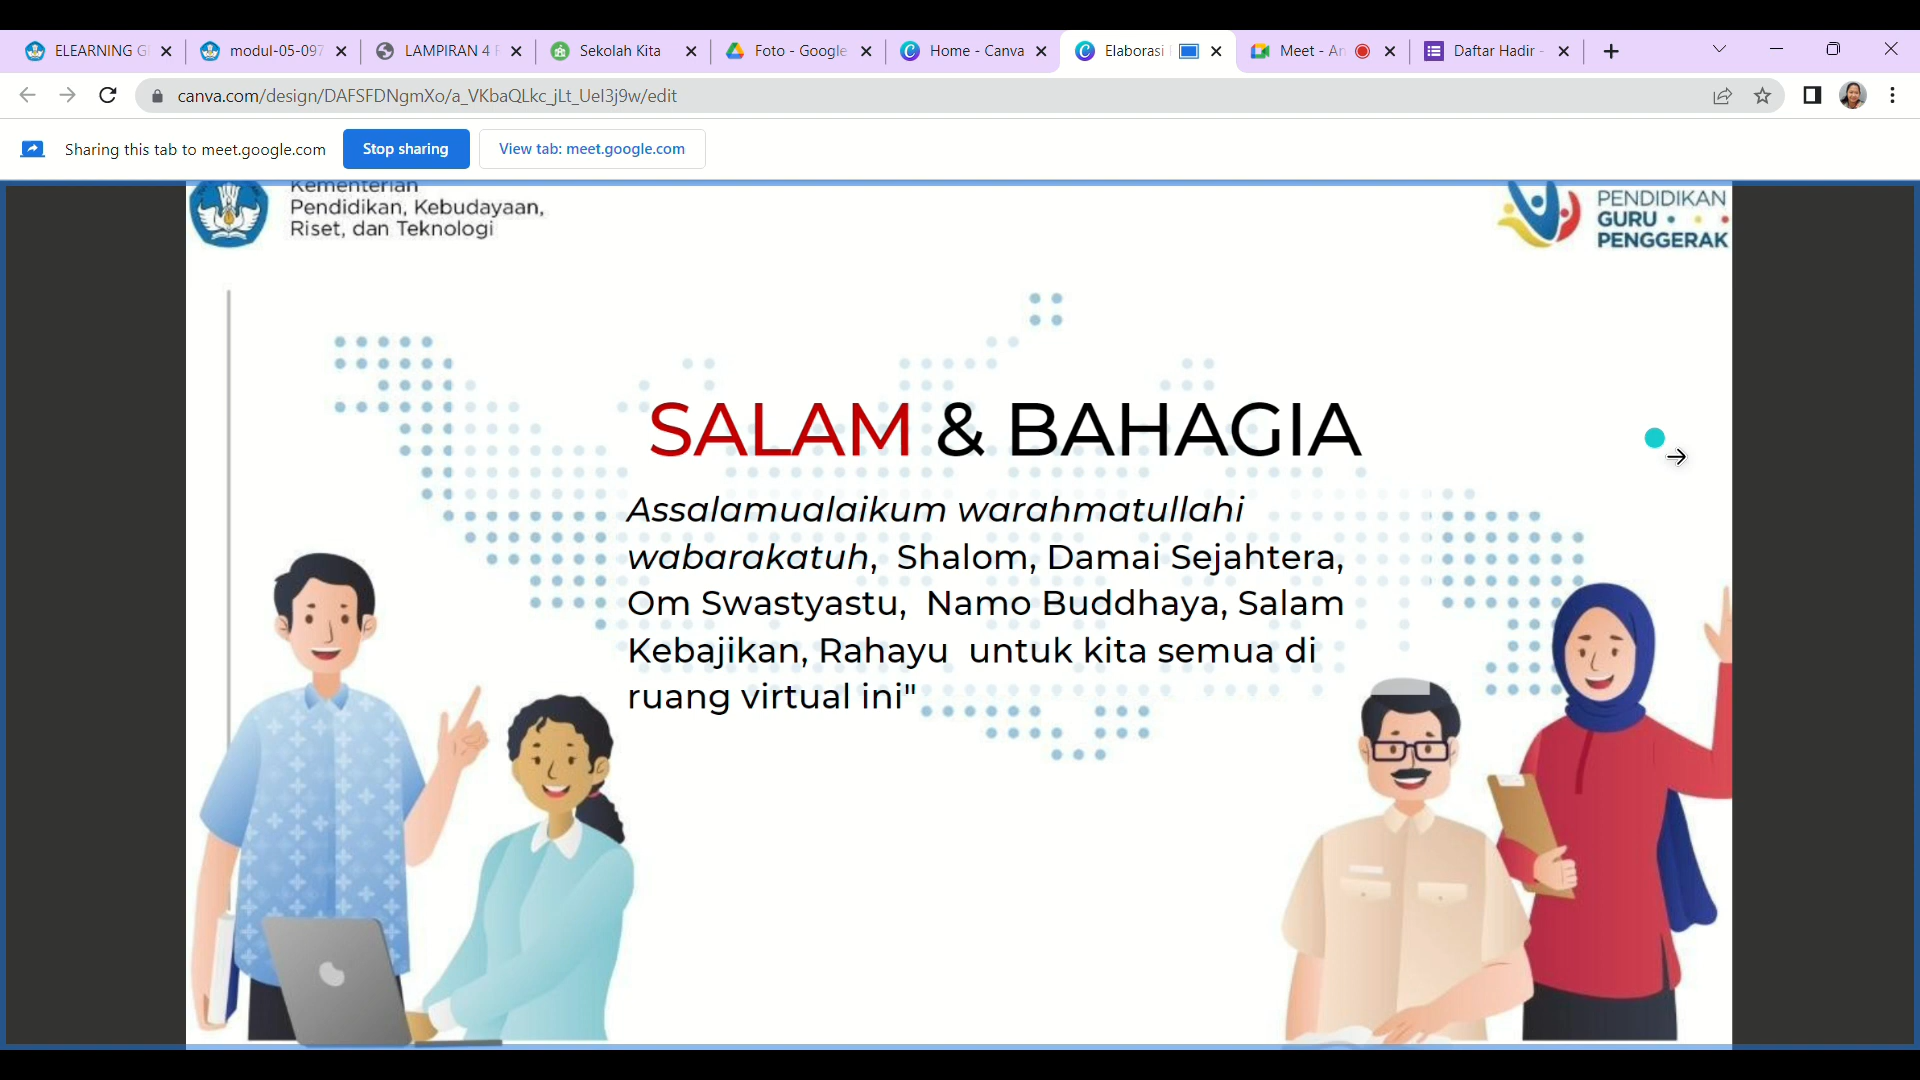 ELEARNING G
modul-05-097
LAMPIRAN 4
Sekolah Kita
Foto - Google
Home - Canva
Elaborasi
Meet - An
Daftar Hadir -
canva.com/design/DAFSFDNgmXo/a_VKbaQLkc_jLt_UeI3j9w/edit
Sharing this tab to meet.google.com
Stop sharing
View tab: meet.google.com
Kementerian
Pendidikan, Kebudayaan,
Riset, dan Teknologi
PENDIDIKAN
GURU
PENGGERAK
SALAM & BAHAGIA
Assalamualaikum warahmatullahi
wabarakatuh, Shalom, Damai Sejahtera,
Om Swastyastu, Namo Buddhaya, Salam
Kebajikan, Rahayu untuk kita semua di
ruang virtual ini"